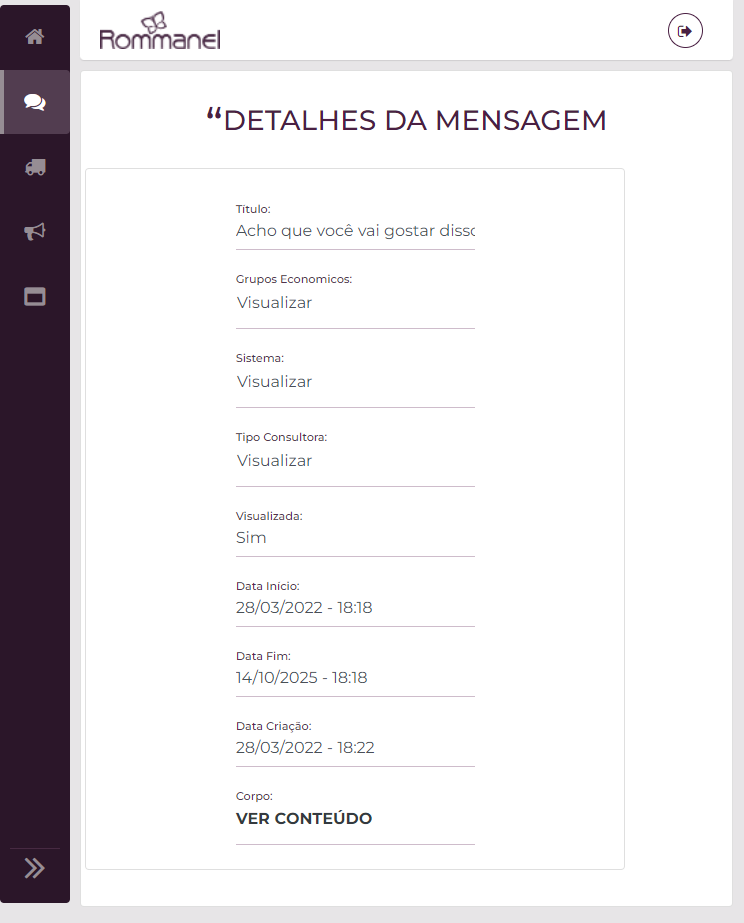 Rommanel
“DETALHES DA MENSAGEM
Título:
Acho que você vai gostar disso
Grupos Economicos:
Visualizar
Sistema:
Visualizar
Tipo Consultora:
Visualizar
Visualizada:
Sim
Data Início:
28/03/2022 - 18:18
Data Fim:
14/10/2025 - 18:18
Data Criação:
28/03/2022 - 18:22
Corpo:
VER CONTEÚDO